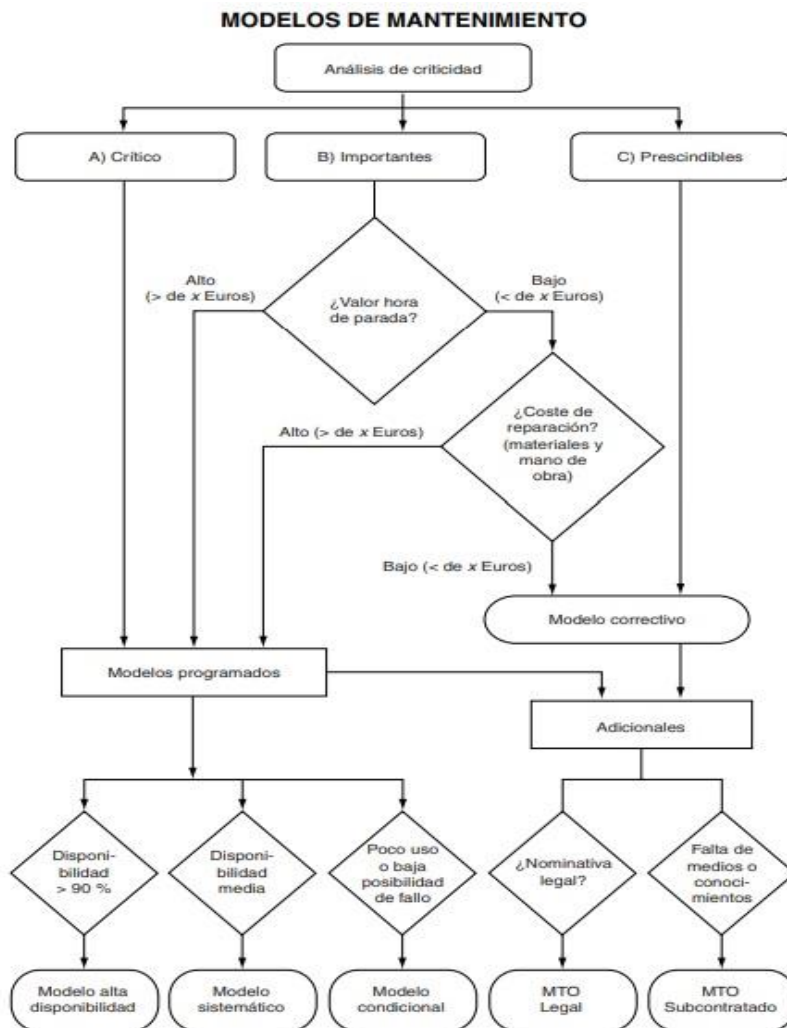 MODELOS DE MANTENIMIENTO
Análisis de criticidad
A) Crítico
B) Importantes
C) Prescindibles
Alto
(> de x Euros)
¿Valor hora
de parada?
Bajo
(< de x Euros)
Alto (> de x Euros)
¿Coste de
reparación?
(materiales y
mano de
obra)
Bajo (< de x Euros)
Modelo correctivo
Modelos programados
Adicionales
Disponi-
bilidad
> 90 %
Disponi-
bilidad
media
Poco uso
o baja
posibilidad
de fallo
¿Nominativa
legal?
Falta de
medios o
conoci-
mientos
Modelo alta
disponibilidad
Modelo
sistemático
Modelo
condicional
MTO
Legal
MTO
Subcontratado